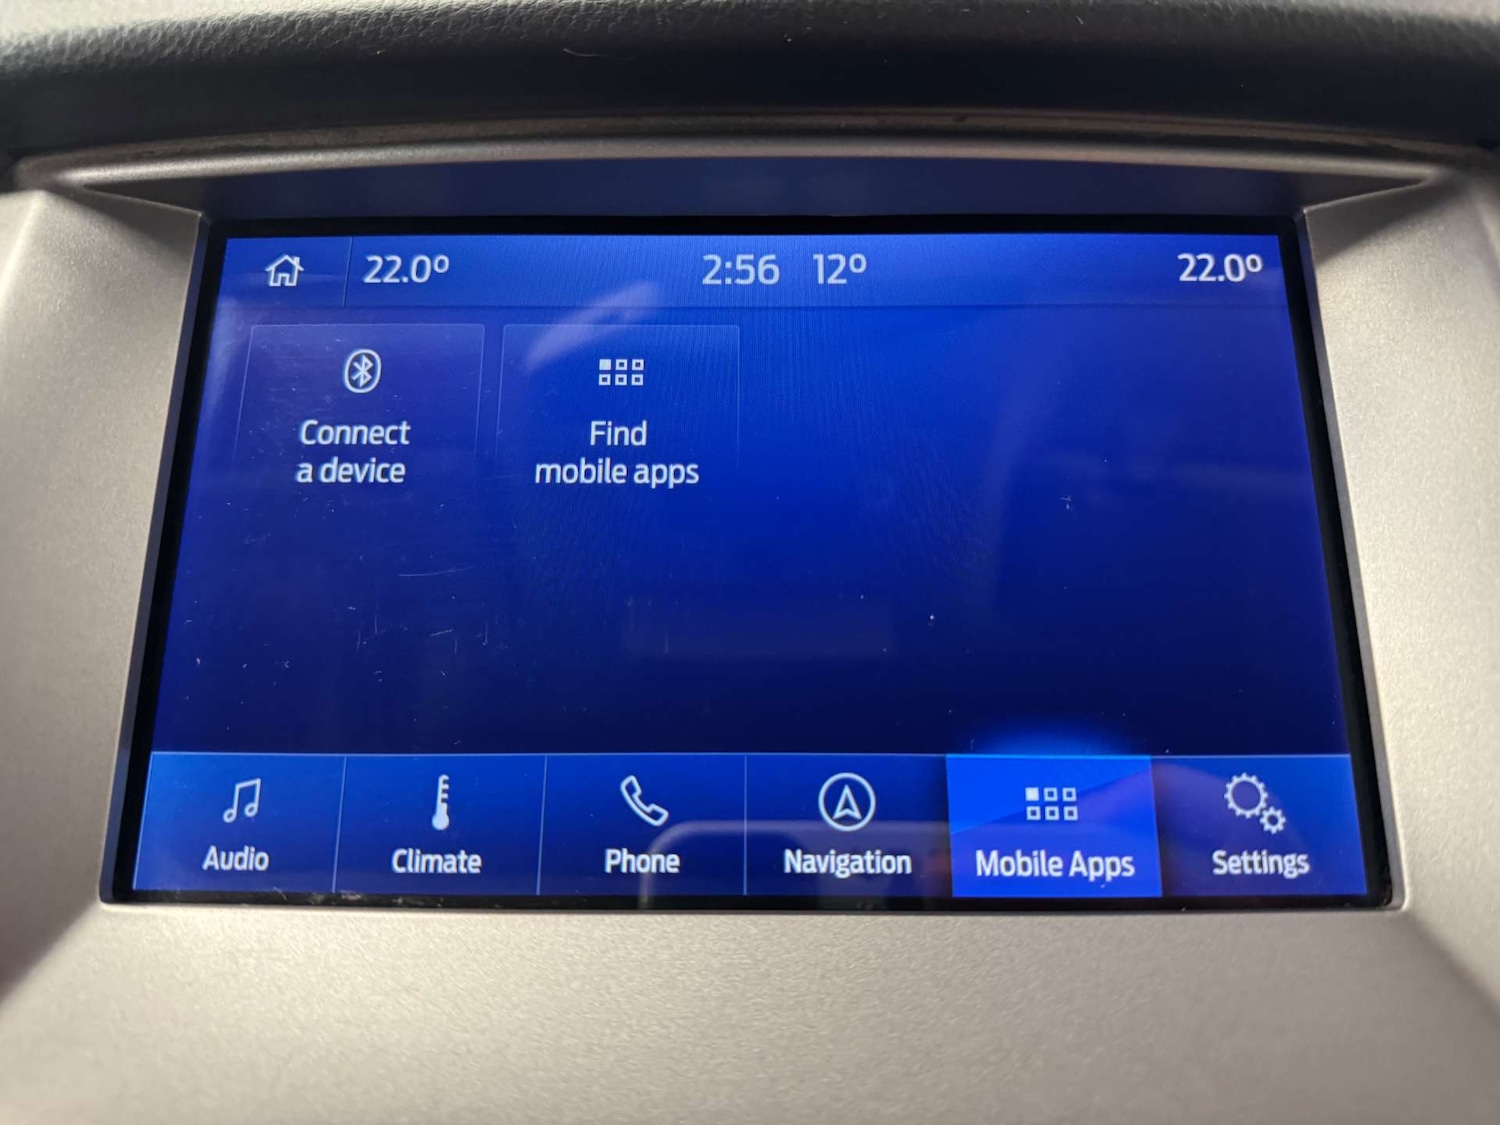 22.0° 2:56 12° 22.0°
Connect
a device
Find
mobile apps
Audio Climate Phone Navigation Mobile Apps Settings